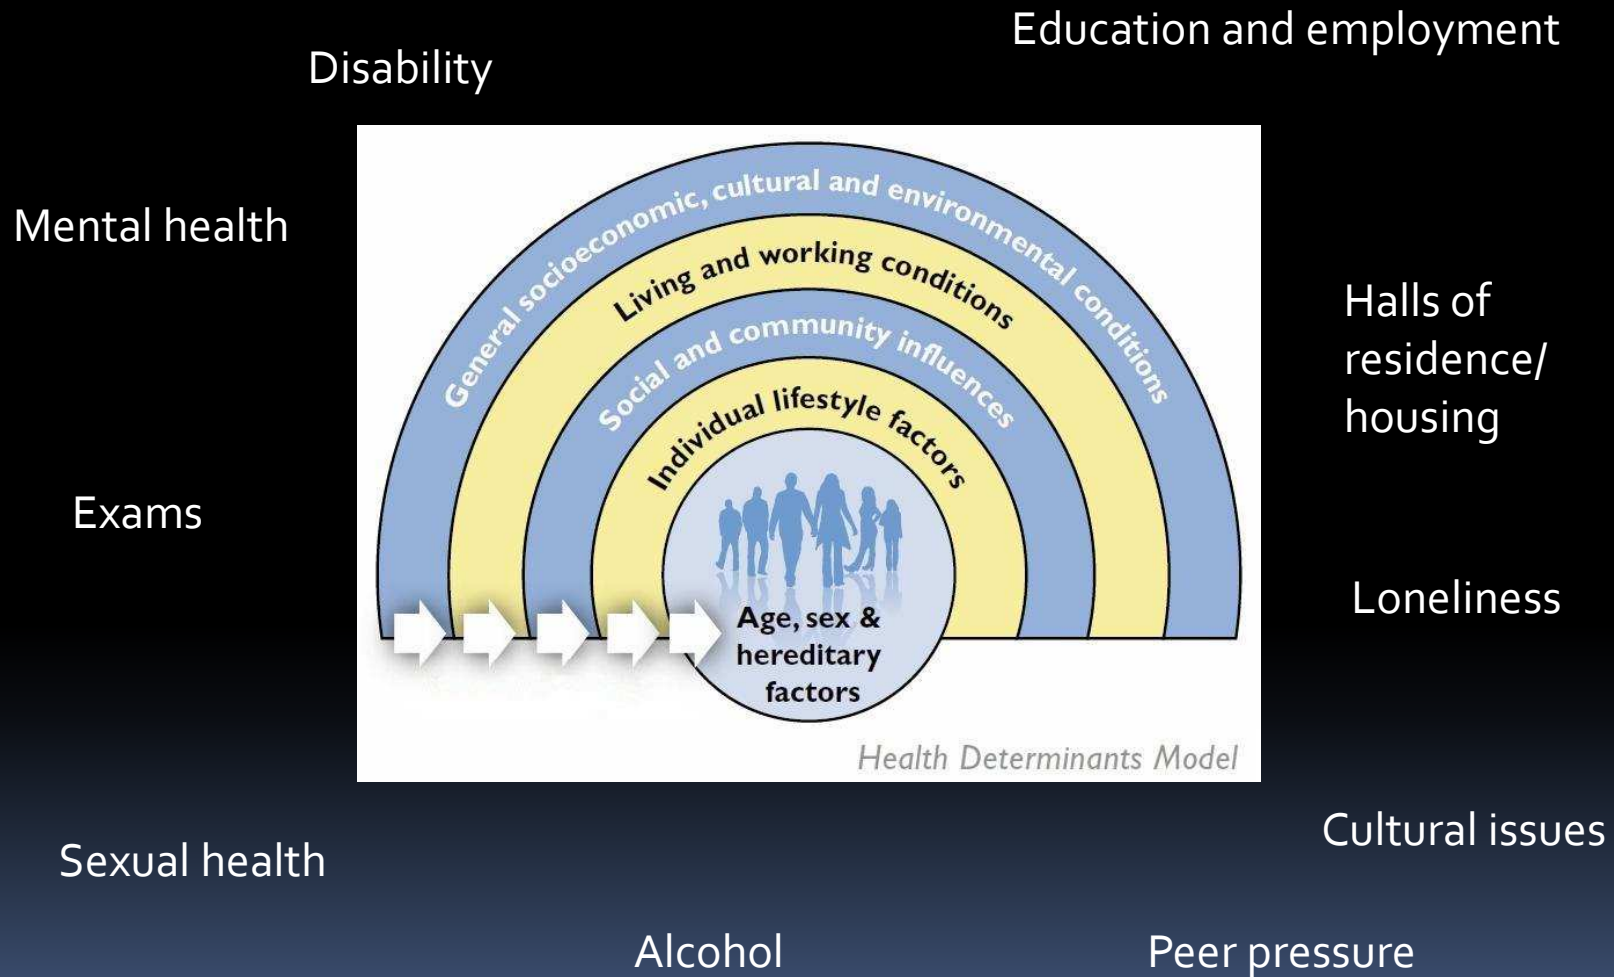 Education and employment
Disability
Mental health
General socioeconomic, cultural and environmental conditions
Living and working conditions
Social and community influences
Individual lifestyle factors
Age, sex &
hereditary
factors
Health Determinants Model
Halls of
residence/
housing
Exams
Loneliness
Cultural issues
Sexual health
Alcohol
Peer pressure